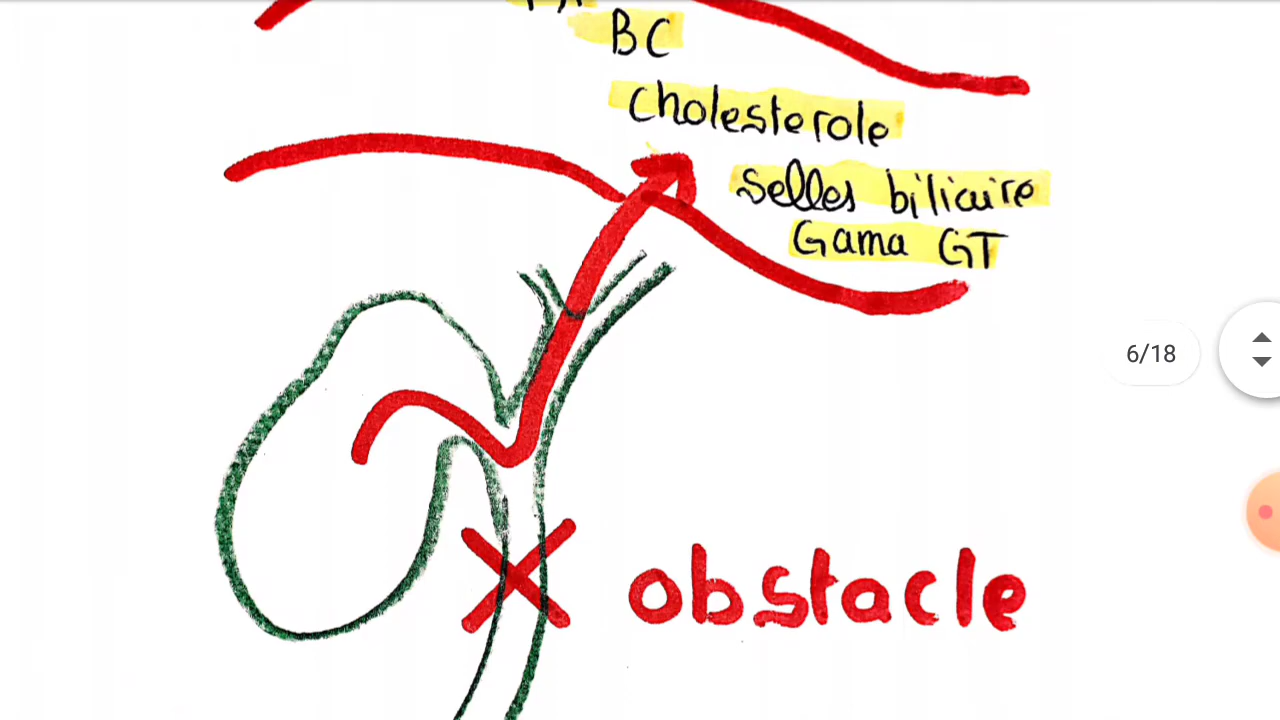 BC
cholesterole
selles biliaire
Gama GT
6/18
obstacle